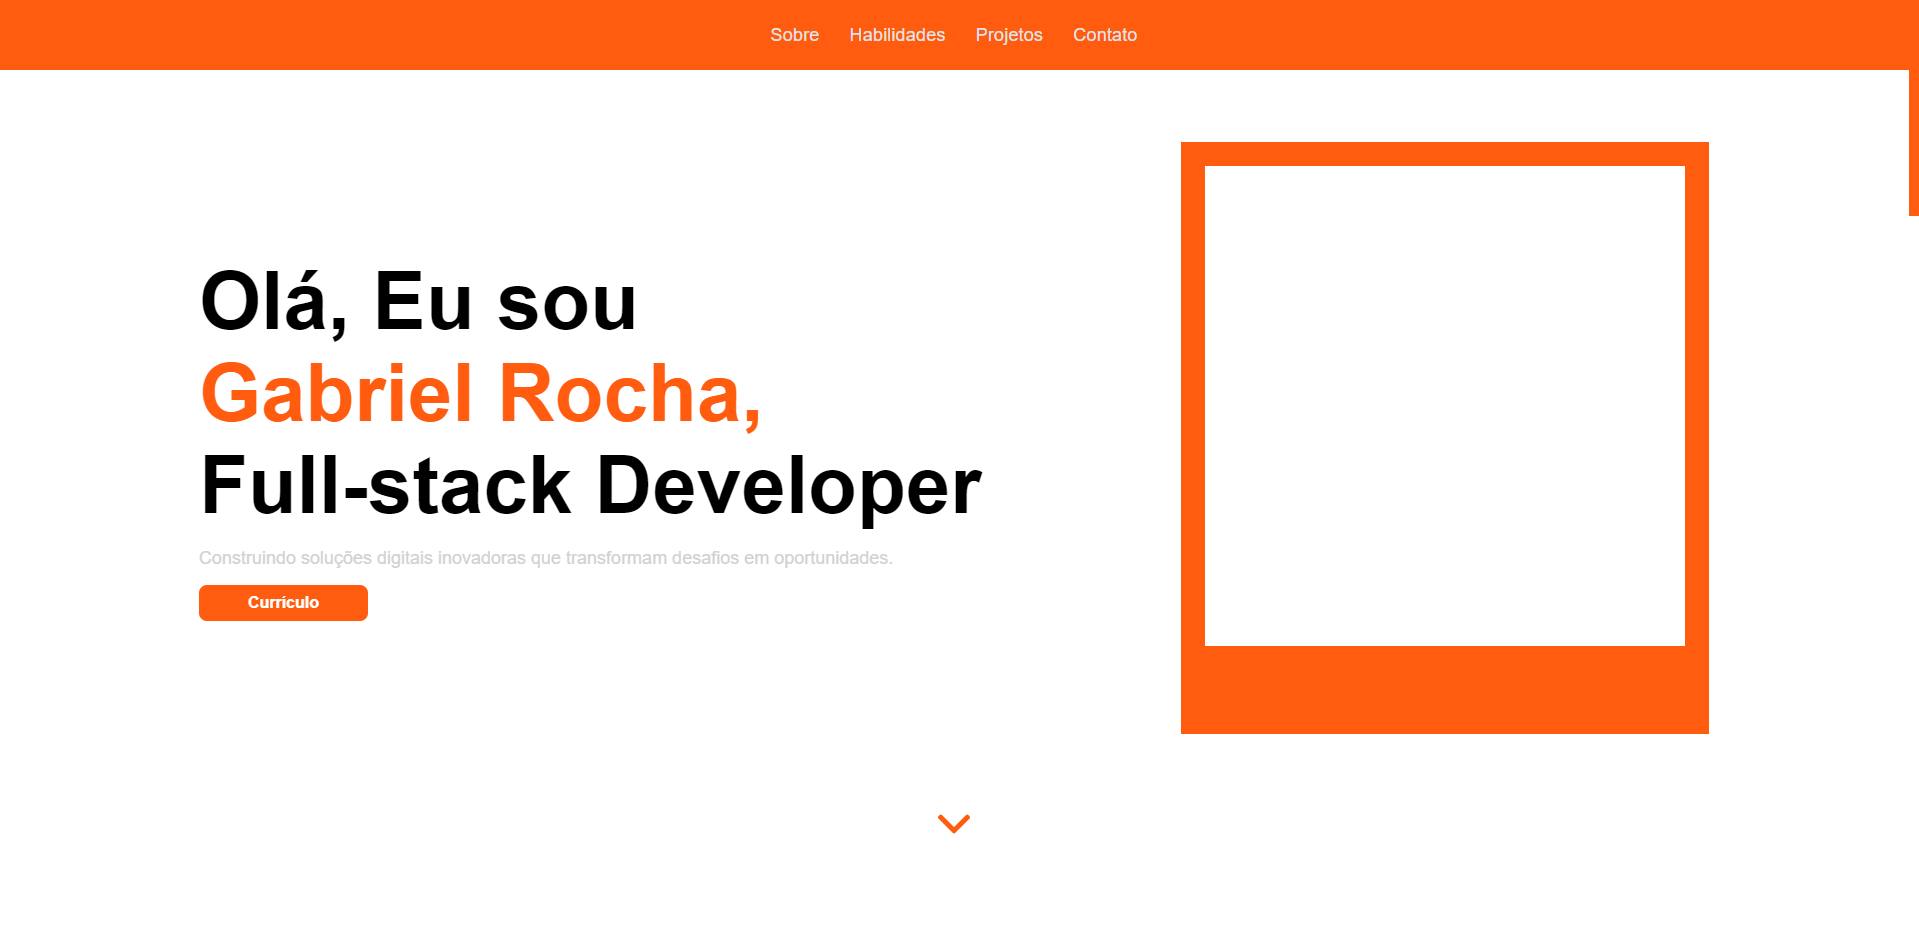 Sobre Habilidades Projetos Contato
Olá, Eu sou
Gabriel Rocha,
Full-stack Developer
Construindo soluções digitais inovadoras que transformam desafios em oportunidades.
Currículo